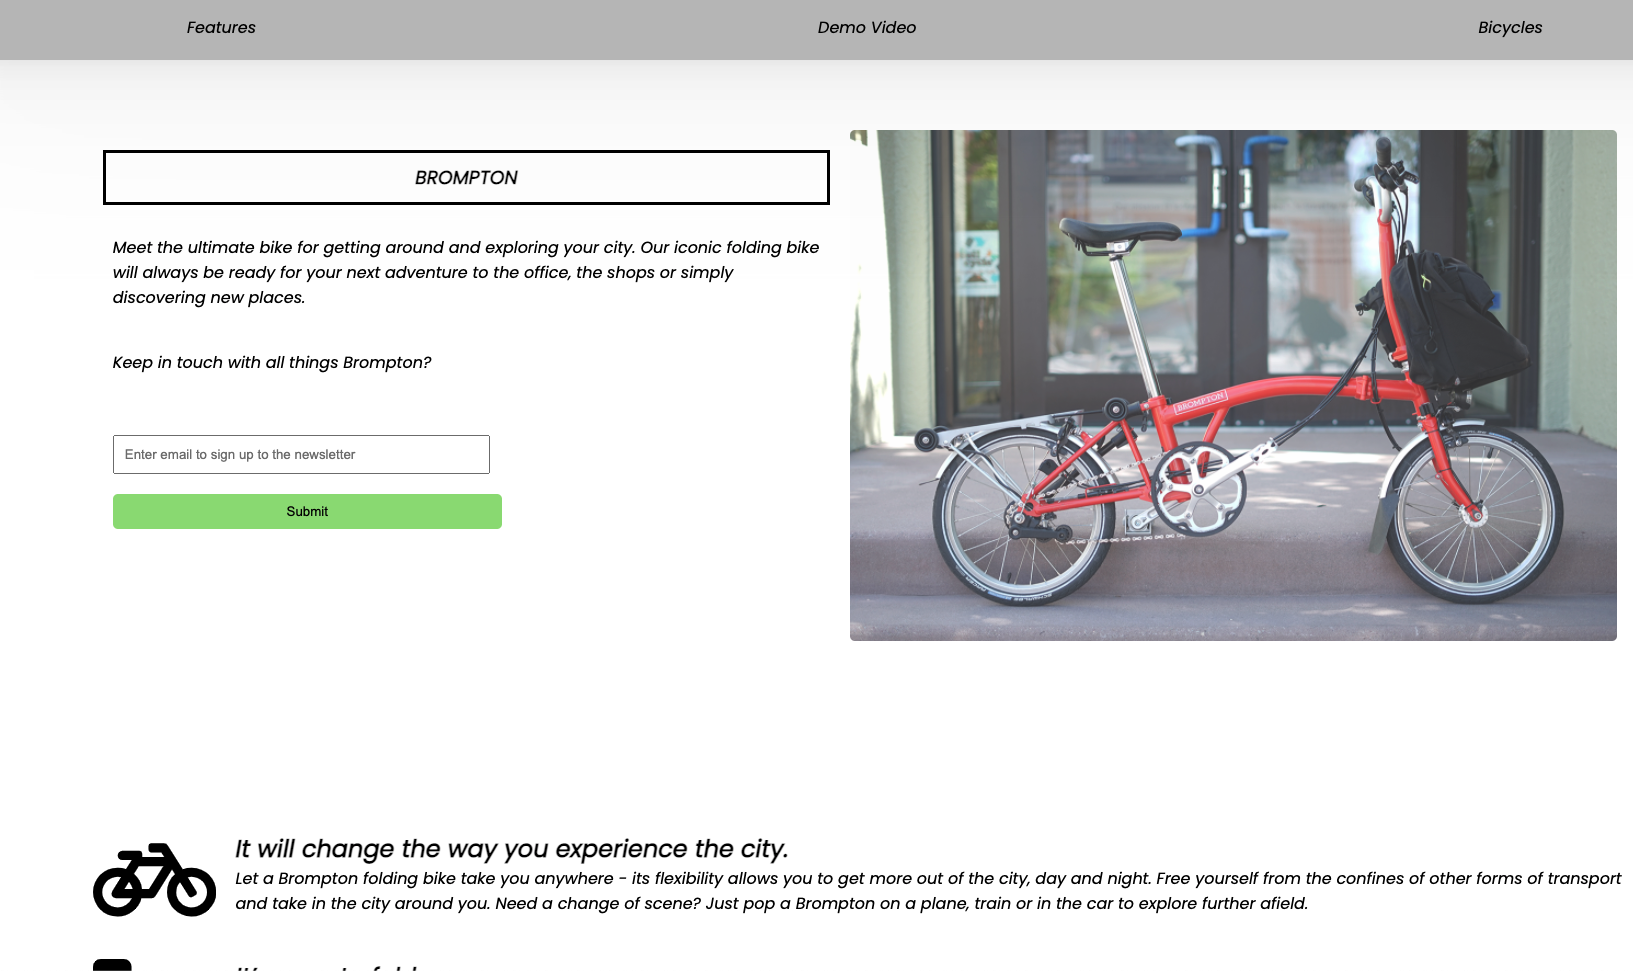 Features
Demo Video
Bicycles
BROMPTON
Meet the ultimate bike for getting around and exploring your city. Our iconic folding bike
will always be ready for your next adventure to the office, the shops or simply
discovering new places.
Keep in touch with all things Brompton?
Enter email to sign up to the newsletter
Submit
BROMPTON
It will change the way you experience the city.
Let a Brompton folding bike take you anywhere - its flexibility allows you to get more out of the city, day and night. Free yourself from the confines of other forms of transport
and take in the city around you. Need a change of scene? Just pop a Brompton on a plane, train or in the car to explore further afield.